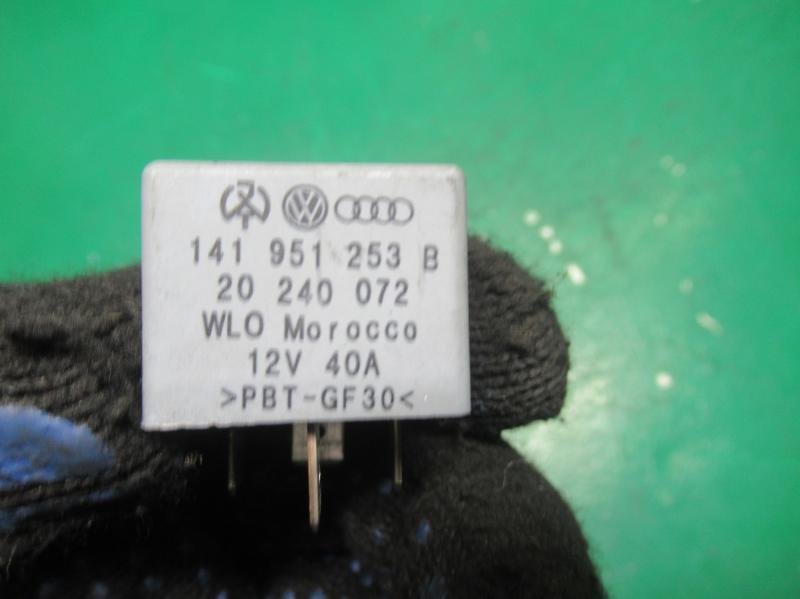 141 951 253 B
20 240 072
WLO Morocco
12V 40A
>PBT-GF30<